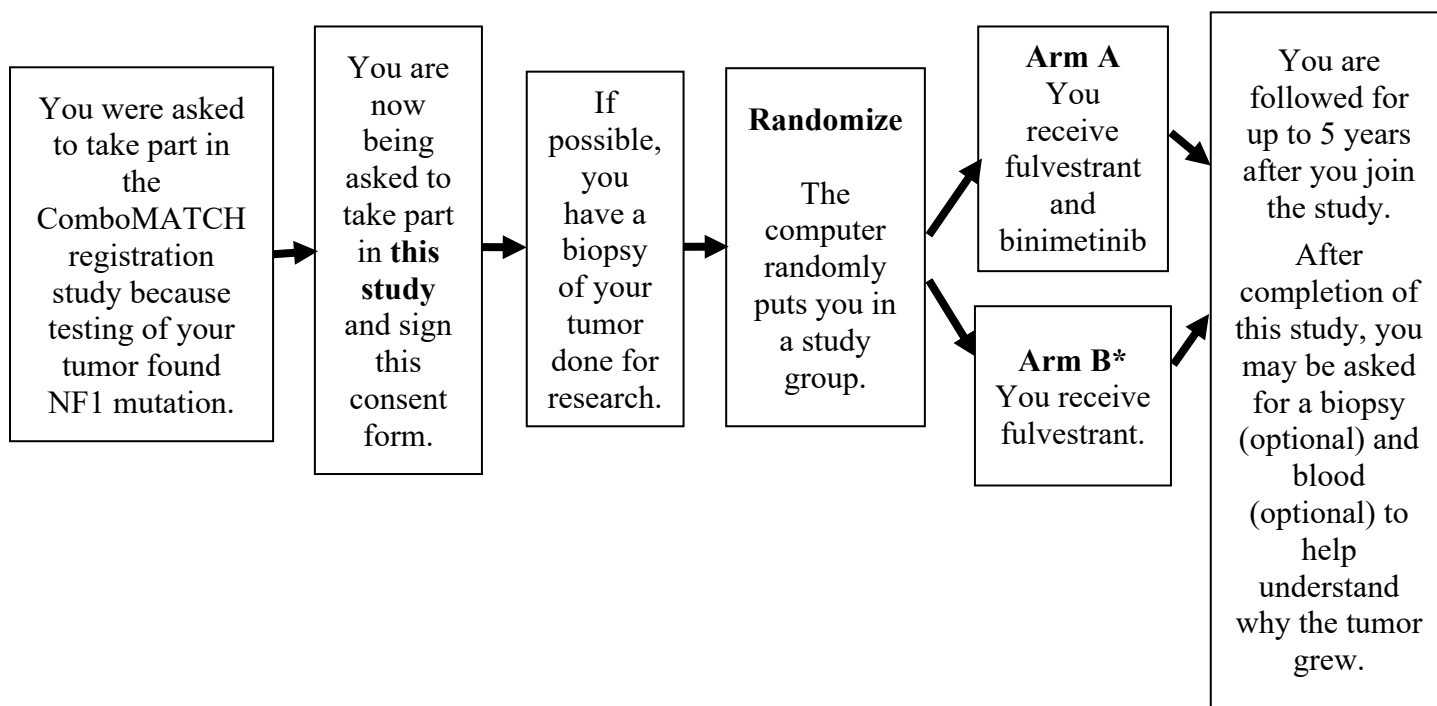 You were asked
to take part in
the
ComboMATCH
registration
study because
testing of your
tumor found
NF1 mutation.
You are
now
being
asked to
take part
in this
study
and sign
this
consent
form.
If
possible,
you
have a
biopsy
of your
tumor
done for
research.
Randomize
The
computer
randomly
puts you in
a study
group.
Arm A
You
receive
fulvestrant
and
binimetinib
Arm B*
You receive
fulvestrant.
You are
followed for
up to 5 years
after you join
the study.
After
completion of
this study, you
may be asked
for a biopsy
(optional) and
blood
(optional) to
help
understand
why the tumor
grew.